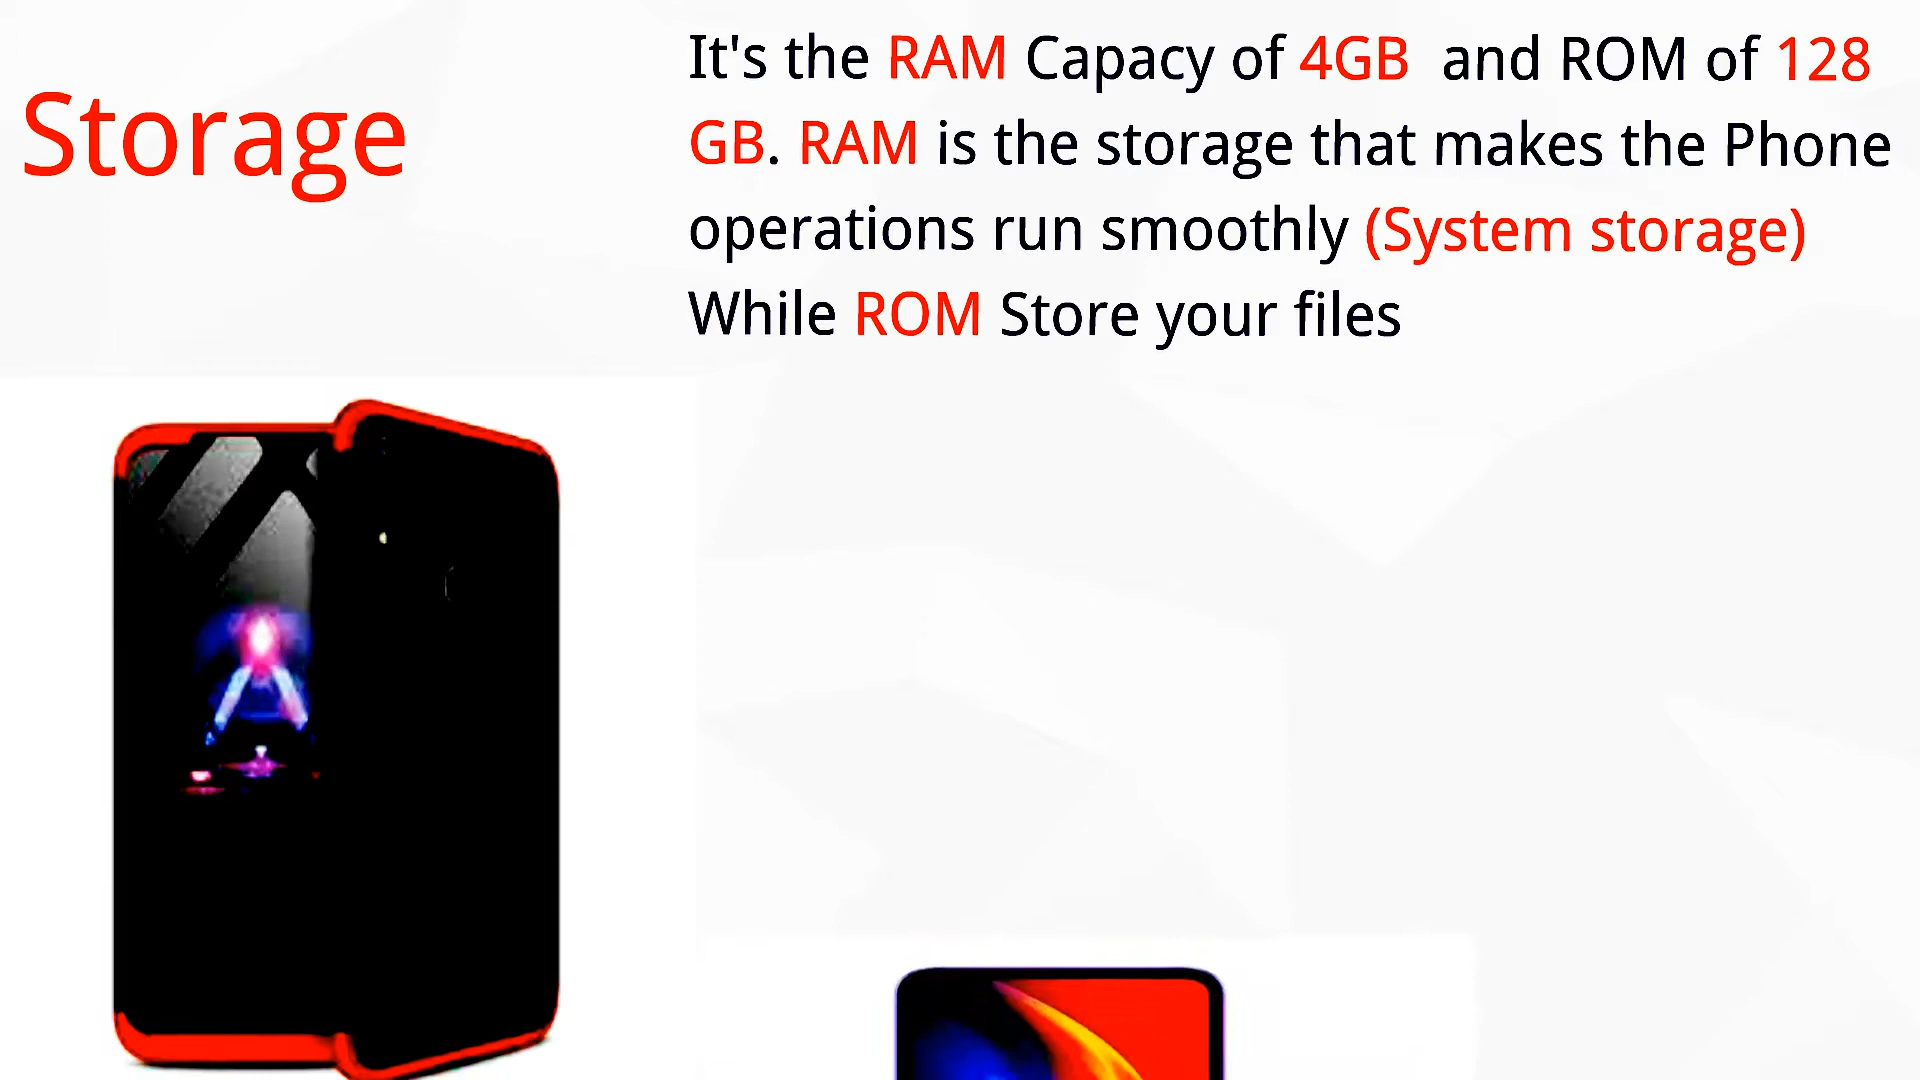 Storage
It's the RAM Capacy of 4GB  and ROM of 128
GB. RAM is the storage that makes the Phone
operations run smoothly (System storage)
While ROM Store your files